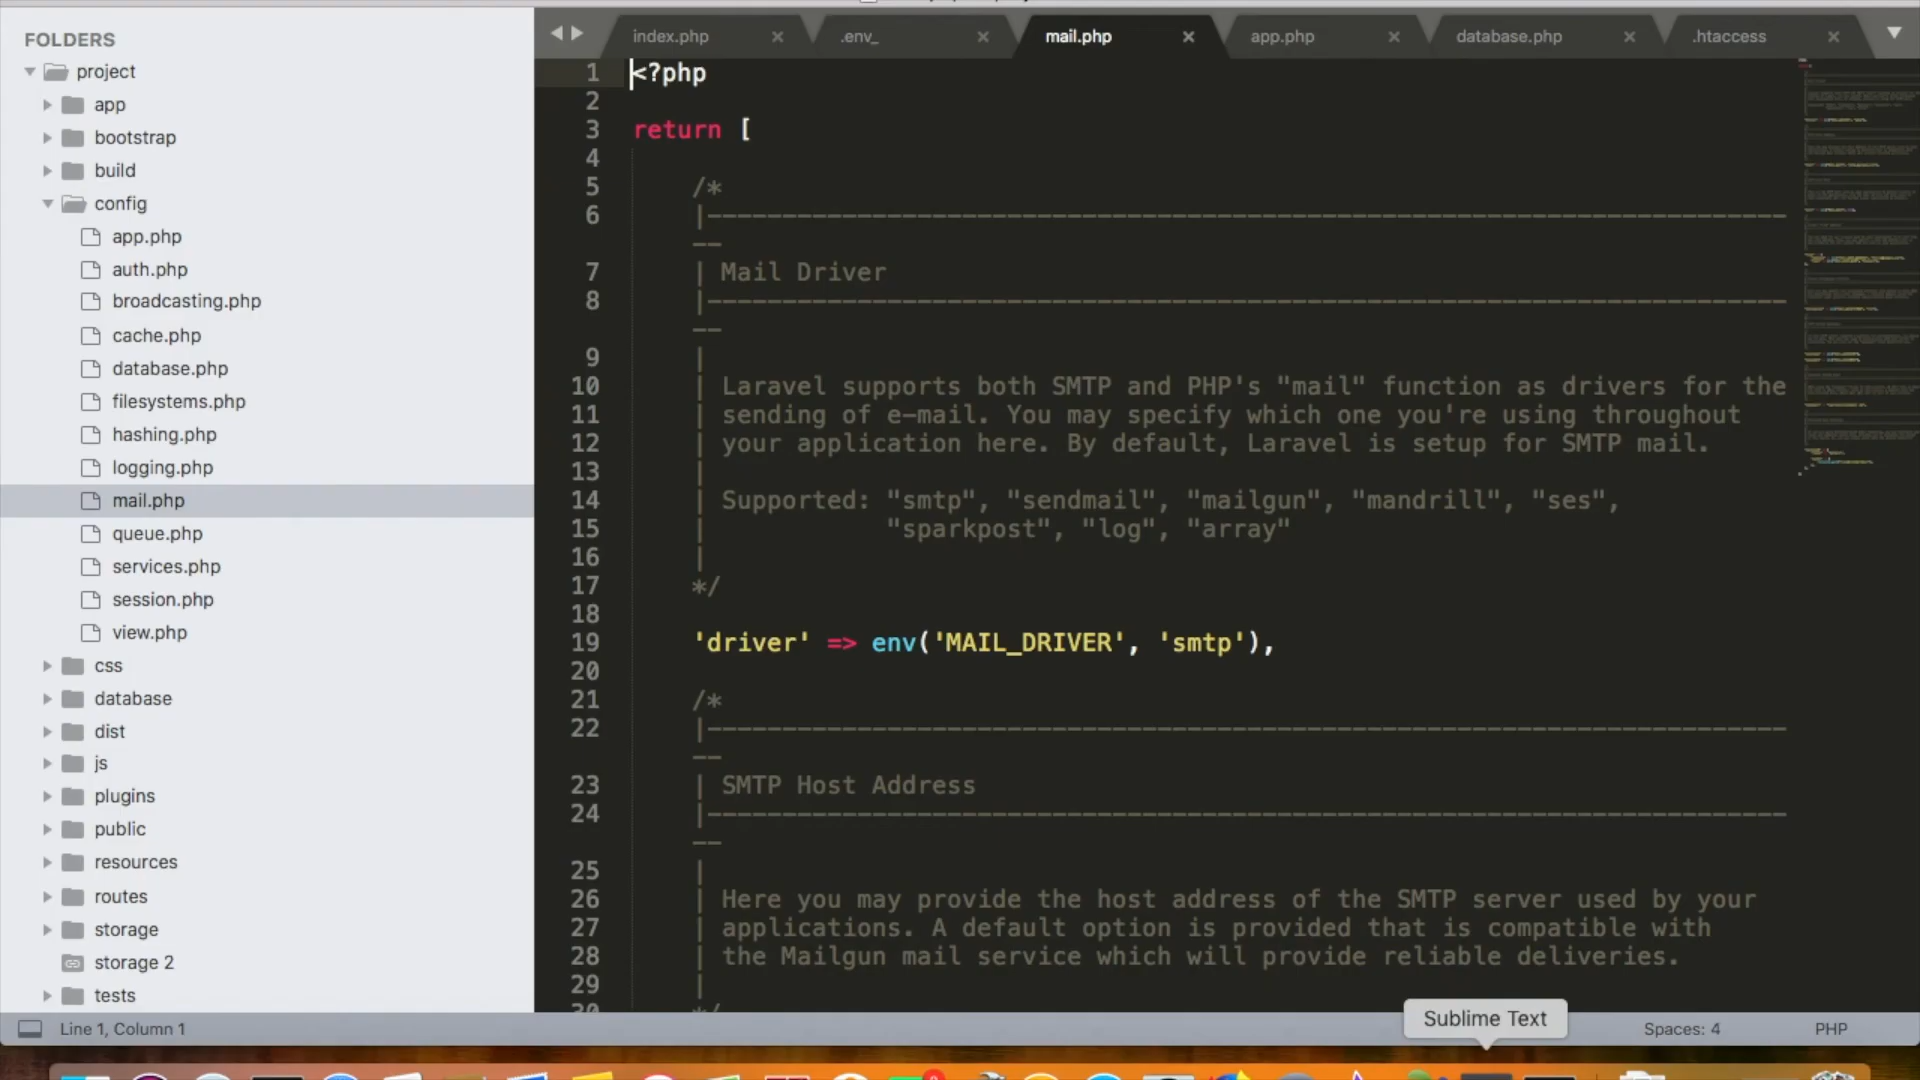 FOLDERS
project
app
bootstrap
build
config
app.php
auth.php
broadcasting.php
cache.php
database.php
filesystems.php
hashing.php
logging.php
mail.php
queue.php
services.php
session.php
view.php
css
database
dist
js
plugins
public
resources
routes
storage
storage 2
tests
index.php
.env_
mail.php
app.php
database.php
.htaccess
1 <?php
2
3 return [
4
5 /*
6 |--------------------------------------------------------------------------
7 | Mail Driver
8 |--------------------------------------------------------------------------
9 |
10 | Laravel supports both SMTP and PHP's "mail" function as drivers for the
11 | sending of e-mail. You may specify which one you're using throughout
12 | your application here. By default, Laravel is setup for SMTP mail.
13 |
14 | Supported: "smtp", "sendmail", "mailgun", "mandrill", "ses",
15 | "sparkpost", "log", "array"
16 |
17 */
18
19 'driver' => env('MAIL_DRIVER', 'smtp'),
20
21 /*
22 |--------------------------------------------------------------------------
23 | SMTP Host Address
24 |--------------------------------------------------------------------------
25 |
26 | Here you may provide the host address of the SMTP server used by your
27 | applications. A default option is provided that is compatible with
28 | the Mailgun mail service which will provide reliable deliveries.
29 |
30 */
Sublime Text
Line 1, Column 1
Spaces: 4
PHP